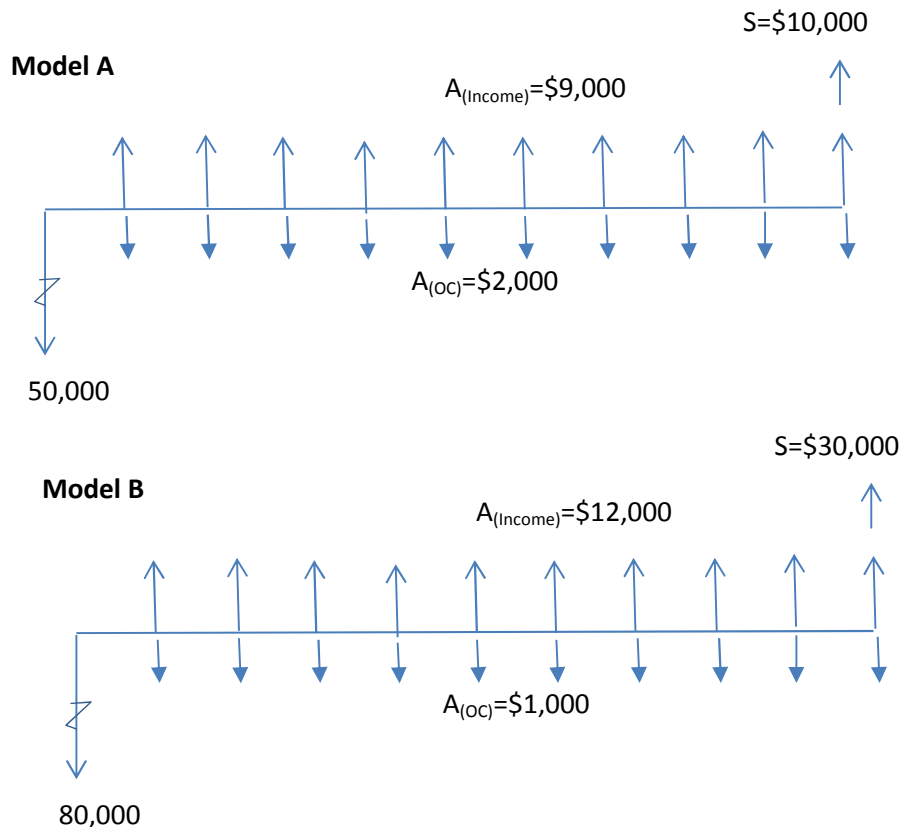 S=$10,000
Model A
A(Income)=$9,000
A(OC)=$2,000
50,000
S=$30,000
Model B
A(Income)=$12,000
A(OC)=$1,000
80,000